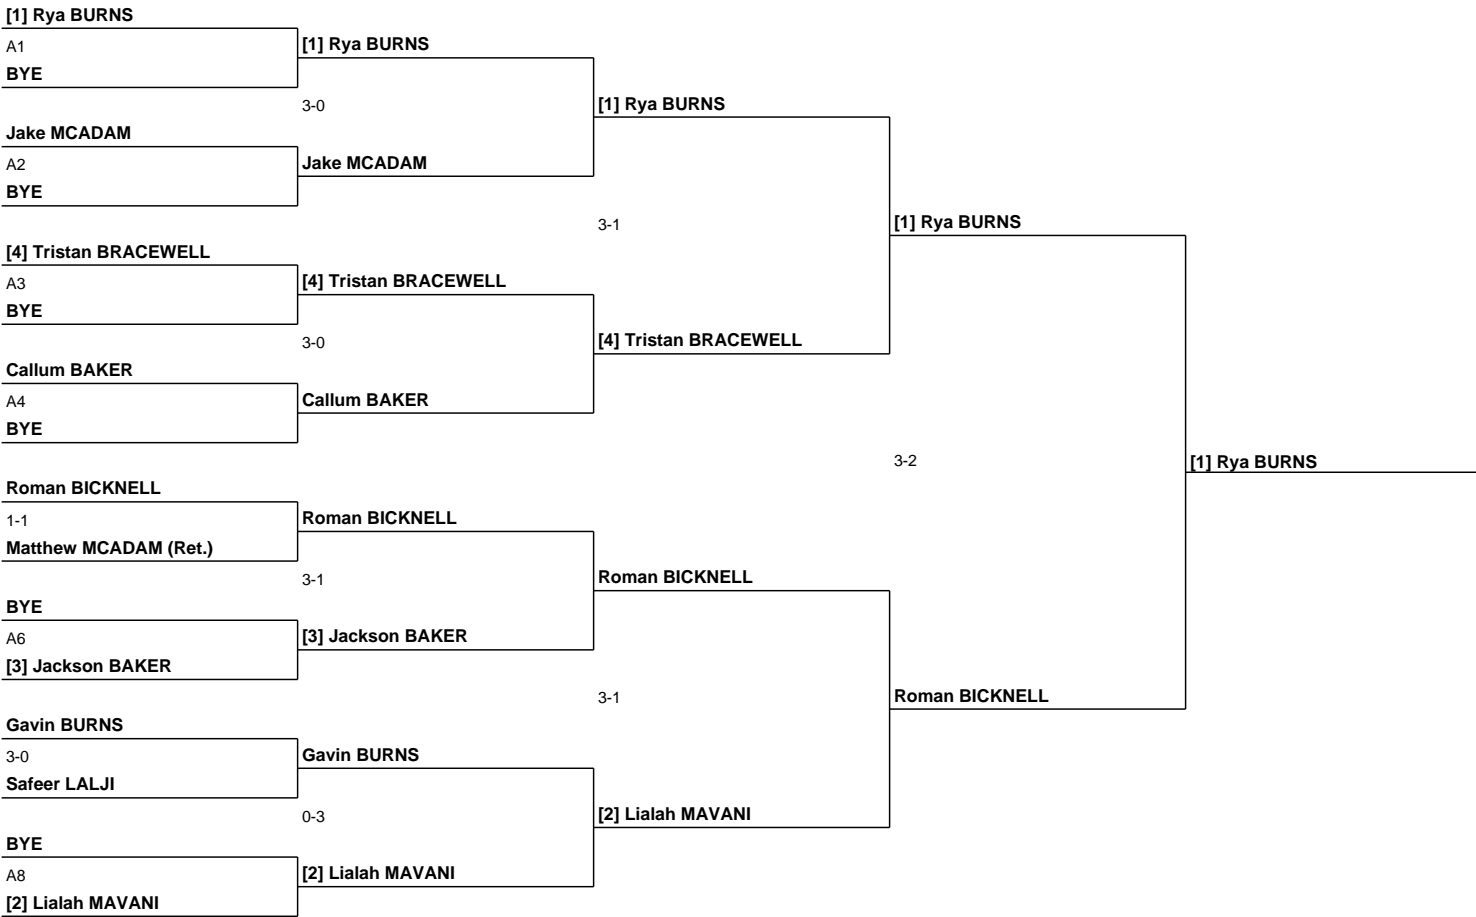 [1] Rya BURNS
A1
[1] Rya BURNS
BYE
3-0
[1] Rya BURNS
Jake MCADAM
A2
Jake MCADAM
BYE
3-1
[1] Rya BURNS
[4] Tristan BRACEWELL
A3
[4] Tristan BRACEWELL
BYE
3-0
[4] Tristan BRACEWELL
Callum BAKER
A4
Callum BAKER
BYE
3-2
[1] Rya BURNS
Roman BICKNELL
1-1
Roman BICKNELL
Matthew MCADAM (Ret.)
3-1
Roman BICKNELL
BYE
A6
[3] Jackson BAKER
[3] Jackson BAKER
3-1
Roman BICKNELL
Gavin BURNS
3-0
Gavin BURNS
Safeer LALJI
0-3
[2] Lialah MAVANI
BYE
A8
[2] Lialah MAVANI
[2] Lialah MAVANI